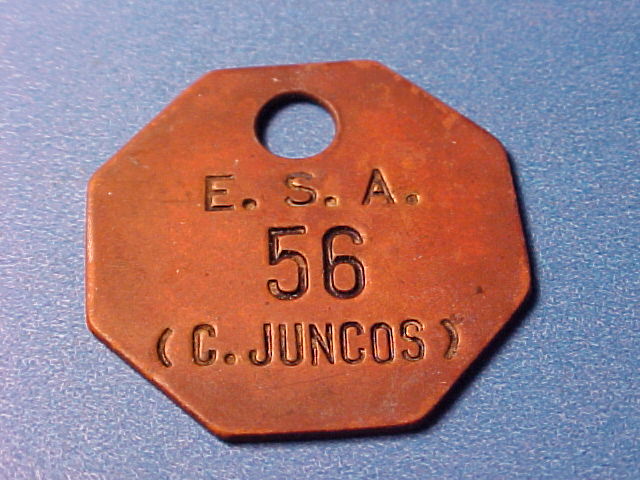 E. S. A.
56
(C. JUNCOS)